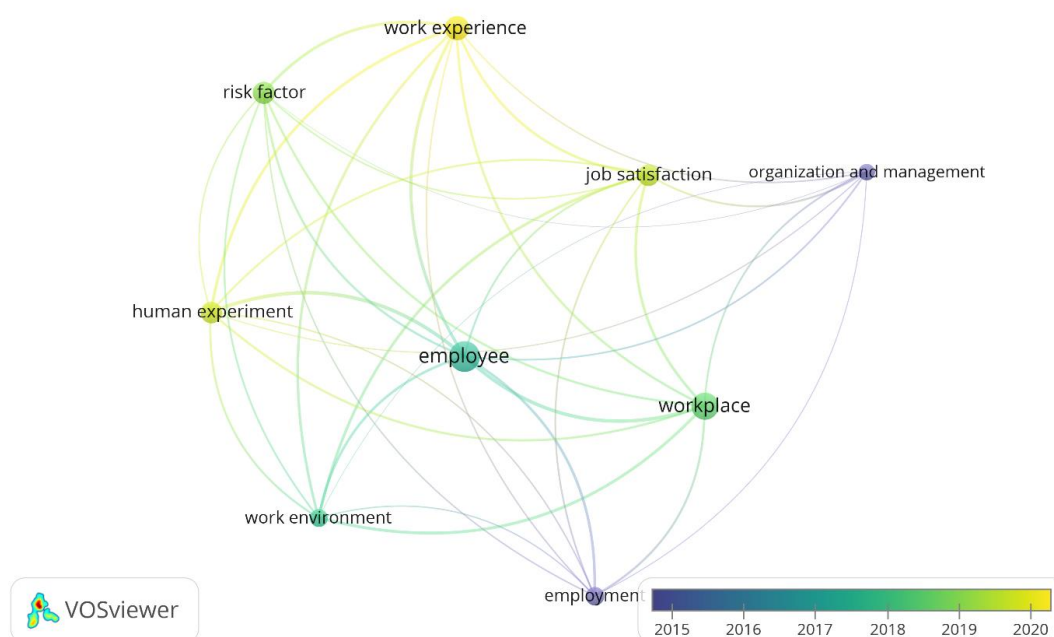 work experience
risk factor
job satisfaction
organization and management
human experiment
employee
workplace
work environment
employment
VOSviewer
2015 2016 2017 2018 2019 2020